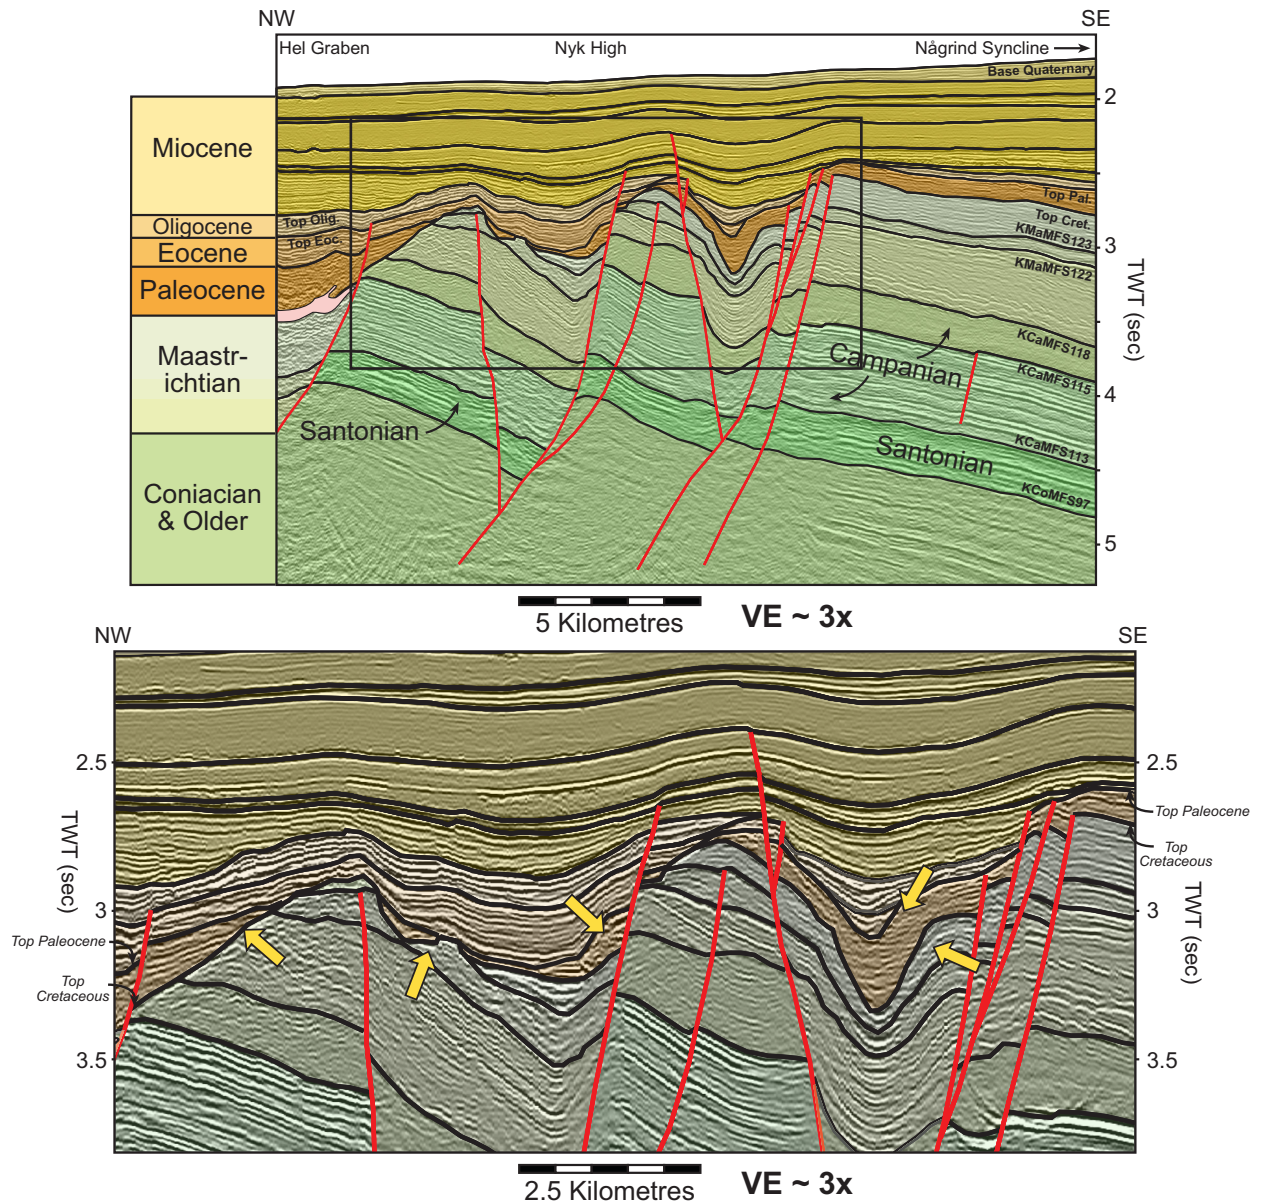 NW
SE
Hel Graben
Nyk High
Någrind Syncline
Base Quaternary
2
Miocene
Top Pal.
Oligocene
Top Olig.
Top Cret.
Eocene
Top Eoc.
KMaMFS123
3
Paleocene
KMaMFS122
TWT (sec)
Maastr-
ichtian
Campanian
KCaMFS118
KCaMFS115
4
Santonian
Santonian
KCaMFS113
Coniacian
& Older
KCoMFS97
5
5 Kilometres
VE ~ 3x
NW
SE
2.5
2.5
Top Paleocene
TWT (sec)
Top
Cretaceous
3
3
TWT (sec)
Top Paleocene
Top
Cretaceous
3.5
3.5
2.5 Kilometres
VE ~ 3x